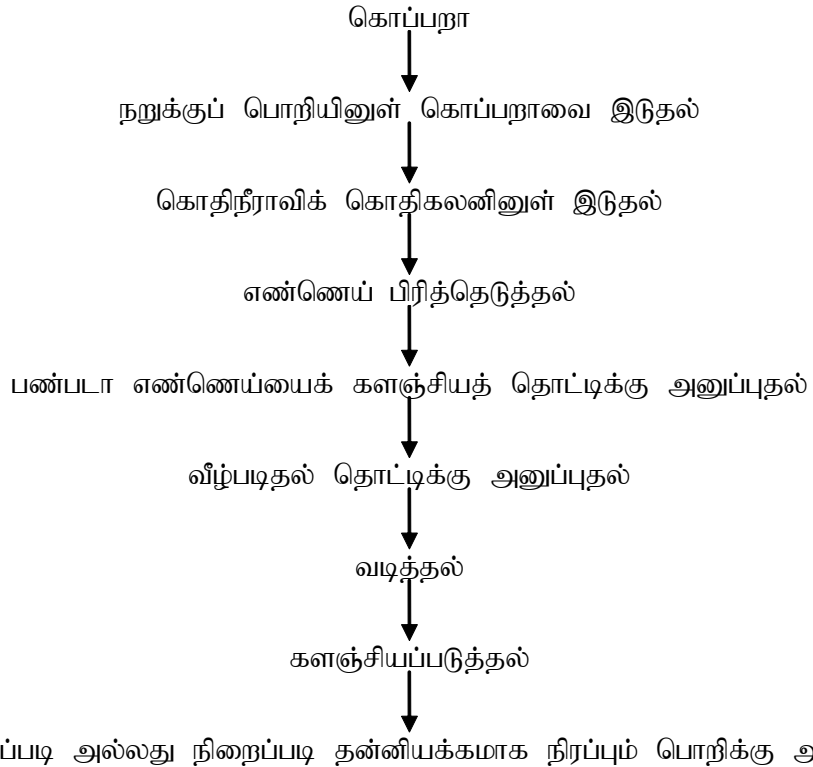 கொப்பறா
நறுக்குப் பொறியினுள் கொப்பறாவை இடுதல்
கொதிநீராவிக் கொதிகலனினுள் இடுதல்
எண்ணெய் பிரித்தெடுத்தல்
பண்படா எண்ணெய்யைக் களஞ்சியத் தொட்டிக்கு அனுப்புதல்
வீழ்படிதல் தொட்டிக்கு அனுப்புதல்
வடித்தல்
களஞ்சியப்படுத்தல்
அல்லது நிறைப்படி தன்னியக்கமாக நிரப்பும் பொறிக்கு